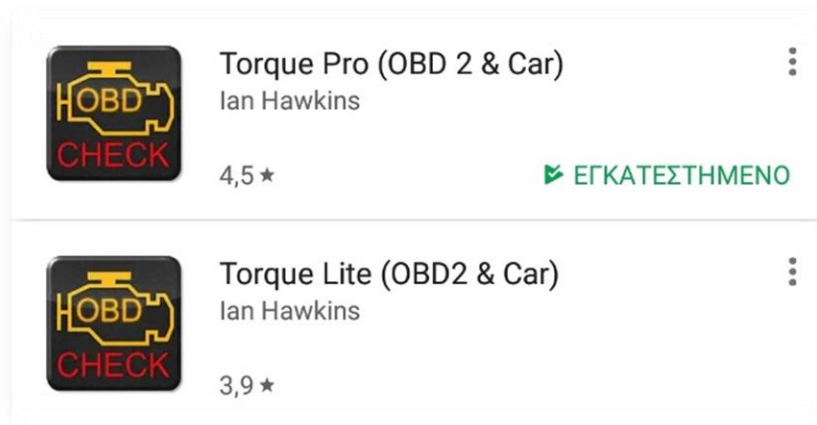 Torque Pro (OBD 2 & Car)
Ian Hawkins
OBD
CHECK
4,5★
ΕΓΚΑΤΕΣΤΗΜΕΝΟ
Torque Lite (OBD2 & Car)
Ian Hawkins
OBD
CHECK
3,9★